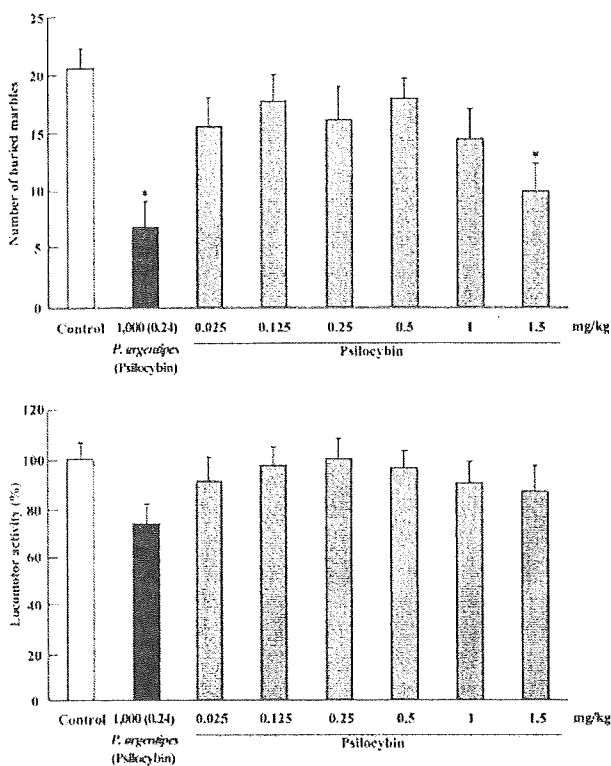 25
20
15
10
5
0
Number of buried marbles
*
*
Control 1,000 (0.24) 0.025 0.125 0.25 0.5 1 1.5 mg/kg
P. argentipes Psilocybin
(Psilocybin)
120
100
80
60
40
20
0
Locomotor activity (%)
Control 1,000 (0.24) 0.025 0.125 0.25 0.5 1 1.5 mg/kg
P. argentipes Psilocybin
(Psilocybin)